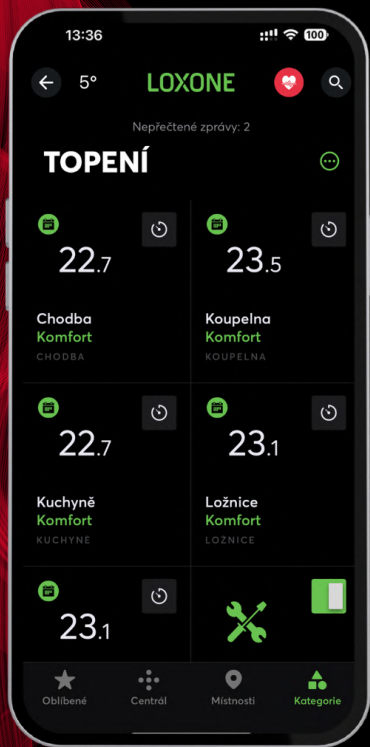 13:36
100
5°
LOXONE
Nepřečtené zprávy: 2
TOPENÍ
22.7
23.5
Chodba
Koupelna
Komfort
Komfort
CHODBA
KOUPELNA
22.7
23.1
Kuchyně
Ložnice
Komfort
Komfort
KUCHYNĚ
LOŽNICE
23.1
Oblíbené
Centrál
Místnosti
Kategorie